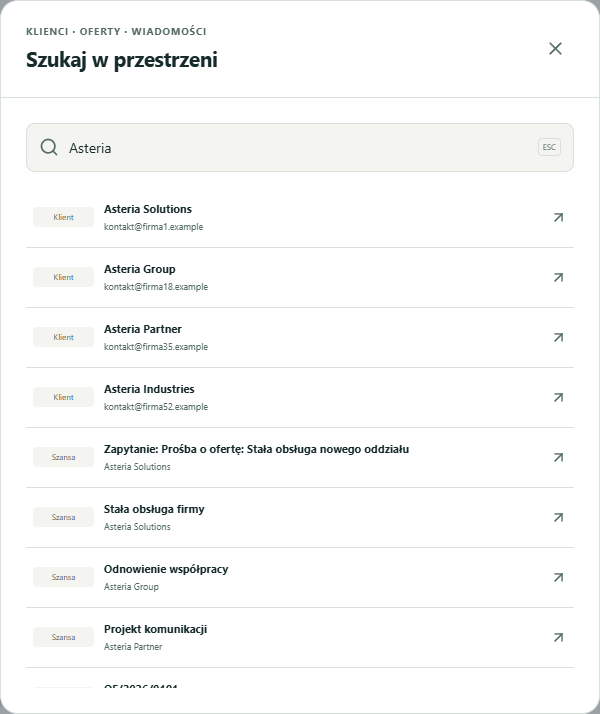 KLIENCI · OFERTY · WIADOMOŚCI
Szukaj w przestrzeni
Asteria
ESC
Klient
Asteria Solutions
kontakt@firma1.example
Klient
Asteria Group
kontakt@firma18.example
Klient
Asteria Partner
kontakt@firma35.example
Klient
Asteria Industries
kontakt@firma52.example
Szansa
Zapytanie: Prośba o ofertę: Stała obsługa nowego oddziału
Asteria Solutions
Szansa
Stała obsługa firmy
Asteria Solutions
Szansa
Odnowienie współpracy
Asteria Group
Szansa
Projekt komunikacji
Asteria Partner